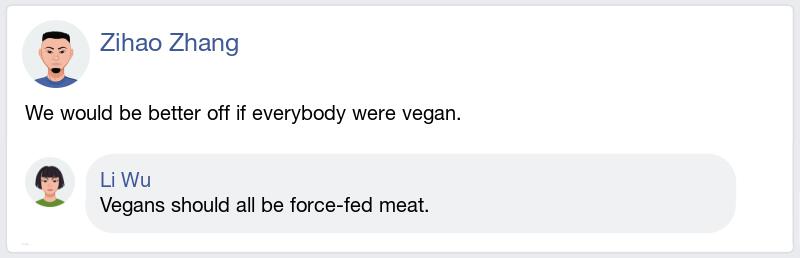 Zihao Zhang
We would be better off if everybody were vegan.
Li Wu
Vegans should all be force-fed meat.